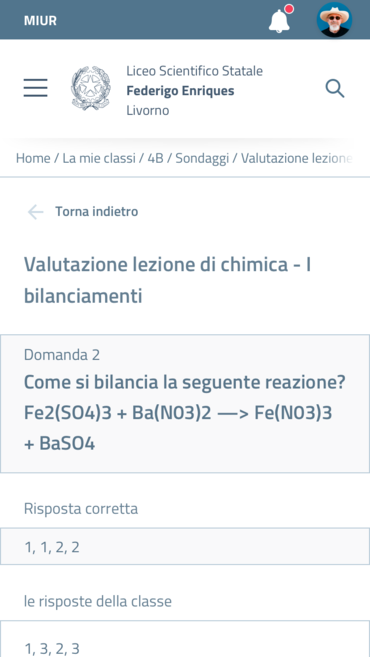 MIUR
Liceo Scientifico Statale
Federigo Enriques
Livorno
Home / La mie classi / 4B / Sondaggi / Valutazione lezione
Torna indietro
Valutazione lezione di chimica - I
bilanciamenti
Domanda 2
Come si bilancia la seguente reazione?
Fe2(SO4)3 + Ba(N03)2 —> Fe(N03)3
+ BaSO4
Risposta corretta
1, 1, 2, 2
le risposte della classe
1, 3, 2, 3